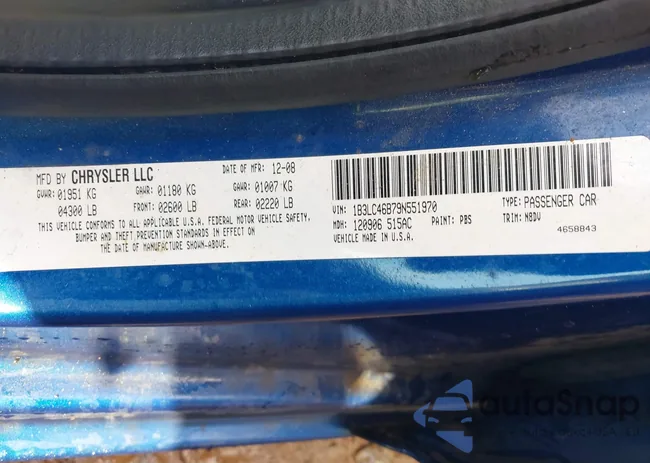 MFD BY CHRYSLER LLC DATE OF MFR: 12-08
GVWR: 01951 KG GAWR: 01180 KG GAWR: 01007 KG
04300 LB FRONT: 02600 LB REAR: 02220 LB
THIS VEHICLE CONFORMS TO ALL APPLICABLE U.S.A. FEDERAL MOTOR VEHICLE SAFETY,
BUMPER AND THEFT PREVENTION STANDARDS IN EFFECT ON
THE DATE OF MANUFACTURE SHOWN ABOVE.
VIN: 1B3LC46B79N551970 TYPE: PASSENGER CAR
MDH: 120906 515AC PAINT: PBS TRIM: N8DV
VEHICLE MADE IN U.S.A. 4658843
autoSnap